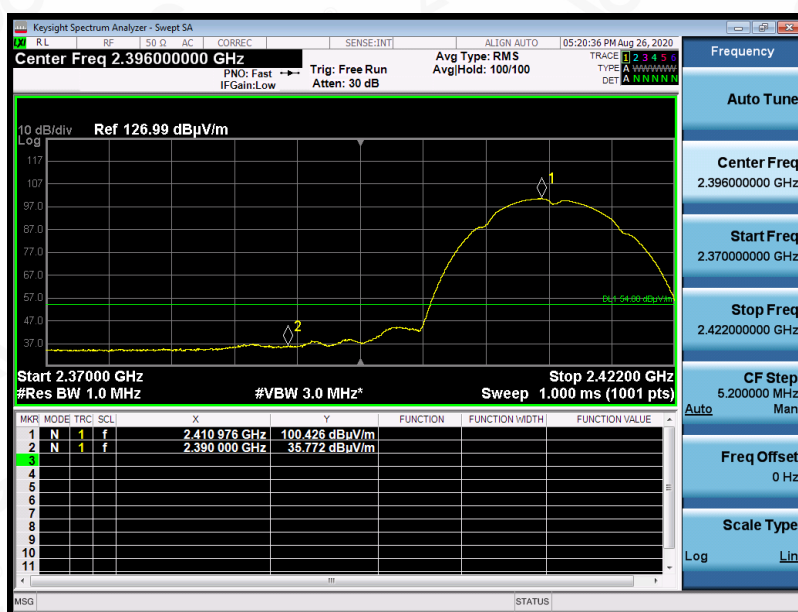 Keysight Spectrum Analyzer - Swept SA
LXI RL RF 50 Ω AC CORREC SENSE:INT ALIGN AUTO 05:20:36 PM Aug 26, 2020
Center Freq 2.396000000 GHz
PNO: Fast
IFGain:Low
Trig: Free Run
Atten: 30 dB
Avg Type: RMS
Avg|Hold: 100/100
TRACE 1 2 3 4 5 6
TYPE A WWWWW
DET A N N N N N
10 dB/div Ref 126.99 dBµV/m
Log
117
107
97.0
87.0
77.0
67.0
57.0
47.0
37.0
1
2
DL1 54.00 dBµV/m
Start 2.37000 GHz Stop 2.42200 GHz
#Res BW 1.0 MHz #VBW 3.0 MHz* Sweep 1.000 ms (1001 pts)
MKR MODE TRC SCL X Y FUNCTION FUNCTION WIDTH FUNCTION VALUE
1 N 1 f 2.410 976 GHz 100.426 dBµV/m
2 N 1 f 2.390 000 GHz 35.772 dBµV/m
3
4
5
6
7
8
9
10
11
MSG STATUS
Frequency
Auto Tune
Center Freq
2.396000000 GHz
Start Freq
2.370000000 GHz
Stop Freq
2.422000000 GHz
CF Step
5.200000 MHz
Auto Man
Freq Offset
0 Hz
Scale Type
Log Lin